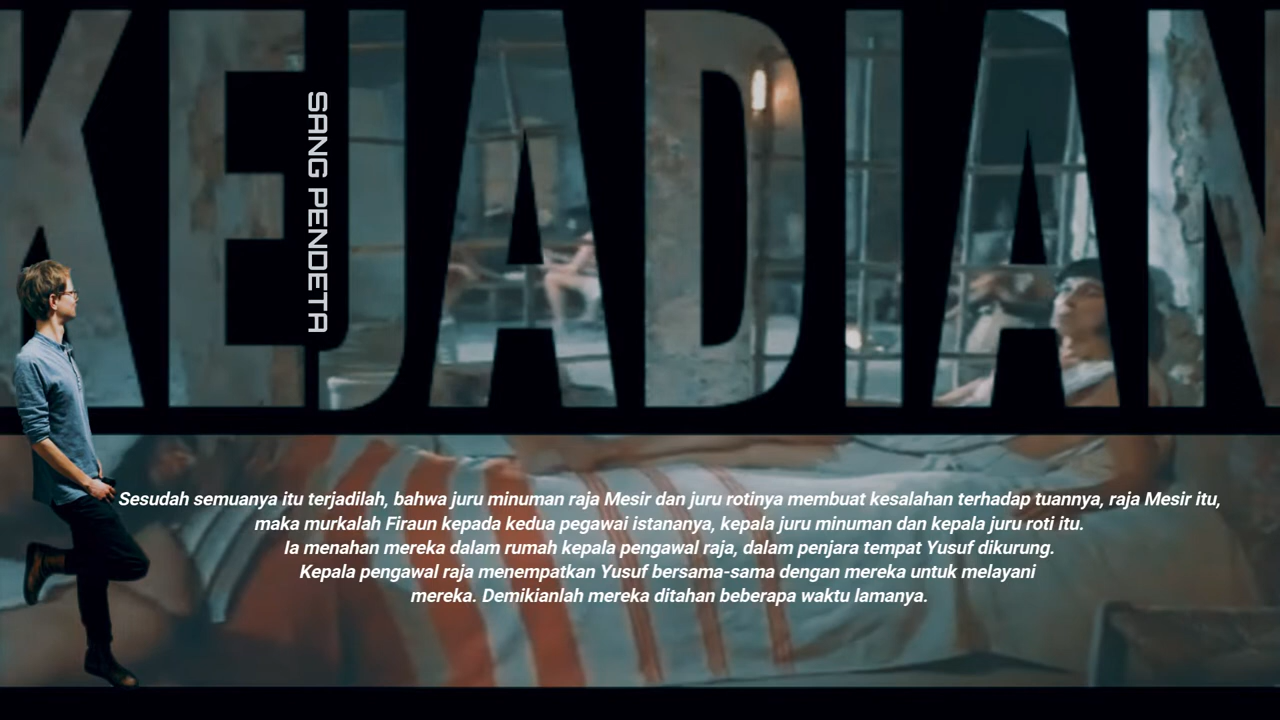 KEJADIAN
SANG PENDETA
Sesudah semuanya itu terjadilah, bahwa juru minuman raja Mesir dan juru rotinya membuat kesalahan terhadap tuannya, raja Mesir itu,
maka murkalah Firaun kepada kedua pegawai istananya, kepala juru minuman dan kepala juru roti itu.
Ia menahan mereka dalam rumah kepala pengawal raja, dalam penjara tempat Yusuf dikurung.
Kepala pengawal raja menempatkan Yusuf bersama-sama dengan mereka untuk melayani
mereka. Demikianlah mereka ditahan beberapa waktu lamanya.